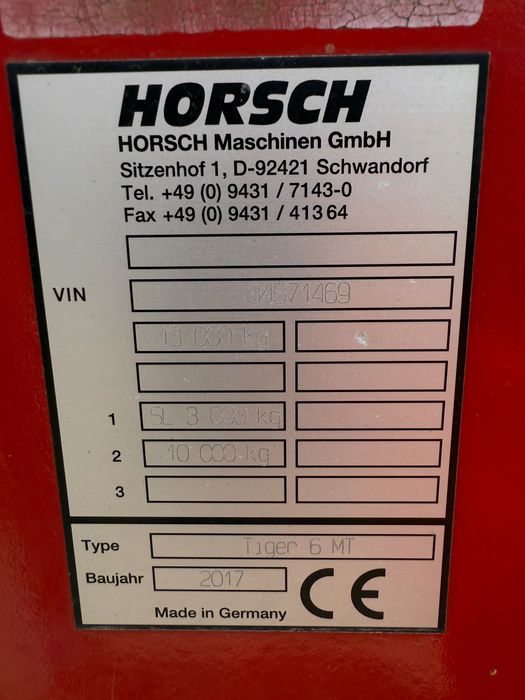 HORSCH
HORSCH Maschinen GmbH
Sitzenhof 1, D-92421 Schwandorf
Tel. +49 (0) 9431 / 7143-0
Fax +49 (0) 9431 / 413 64
VIN 34671469
13 000 kg
1 SL 3 000 kg
2 10 000 kg
3
Type Tiger 6 MT
Baujahr 2017 CE
Made in Germany